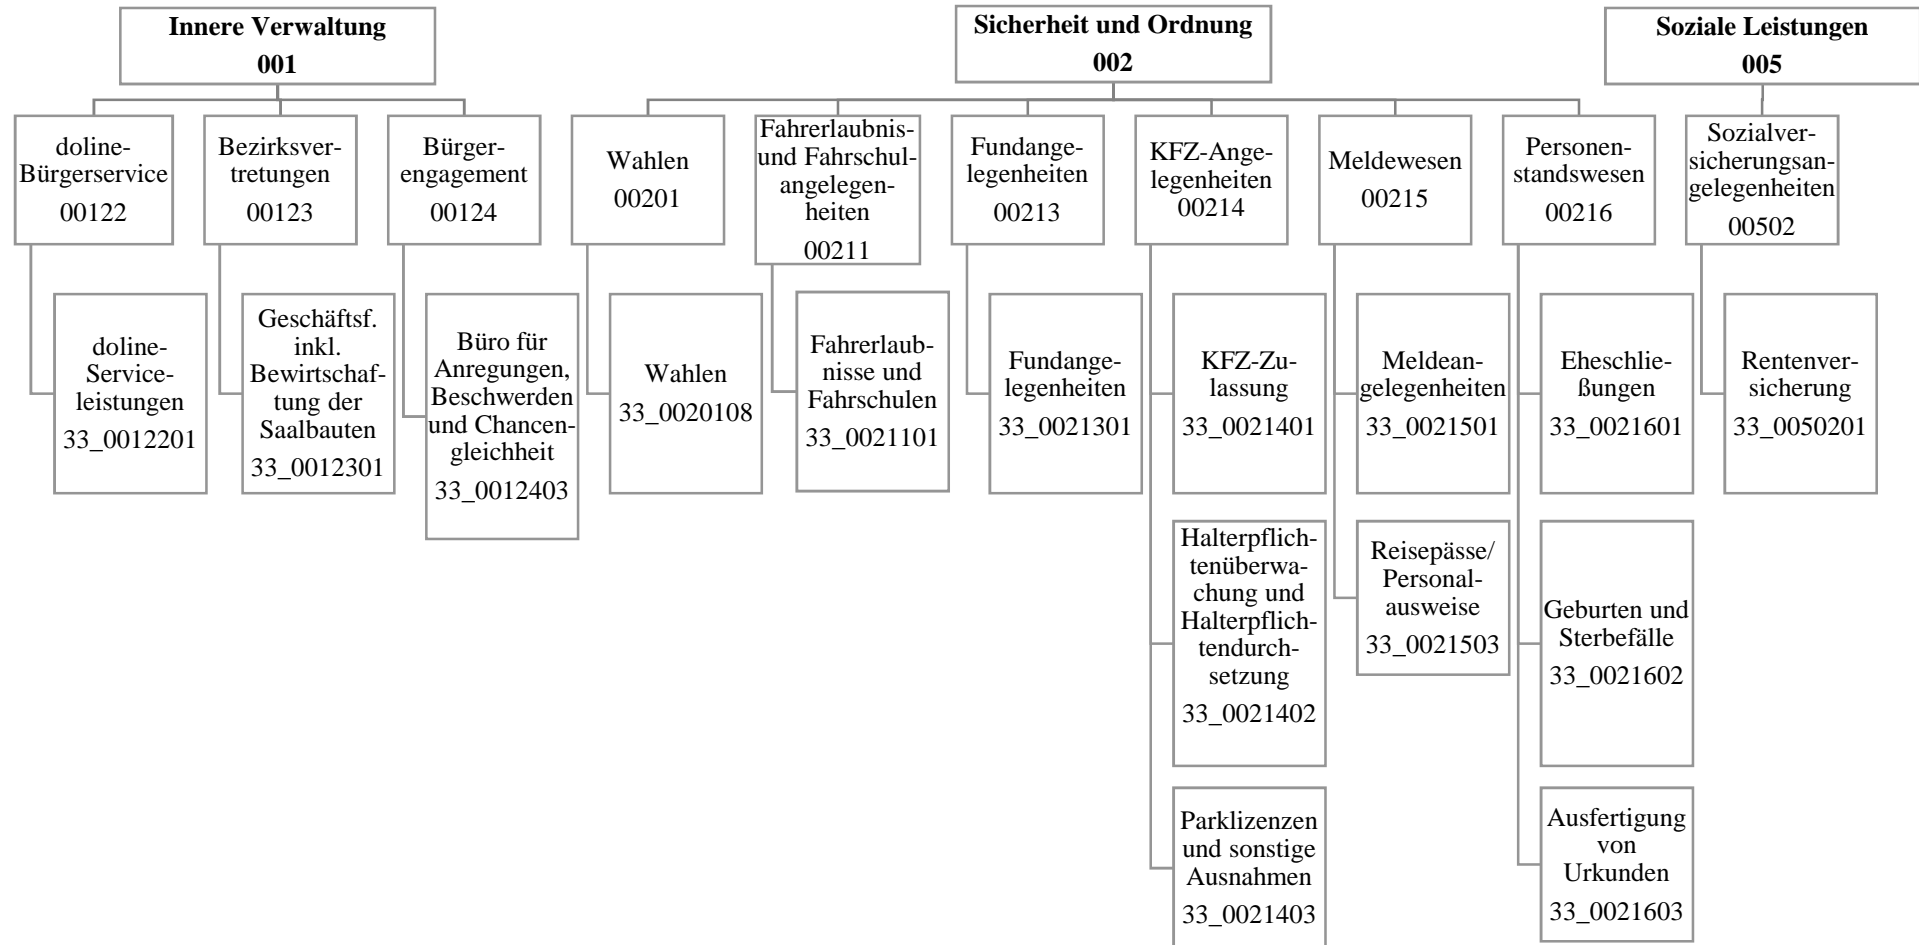 Innere Verwaltung
001
Sicherheit und Ordnung
002
Soziale Leistungen
005
doline-
Bürgerservice
00122
Bezirksver-
tretungen
00123
Bürger-
engagement
00124
Wahlen
00201
Fahrerlaubnis-
und Fahrschul-
angelegen-
heiten
00211
Fundange-
legenheiten
00213
KFZ-Ange-
legenheiten
00214
Meldewesen
00215
Personen-
standswesen
00216
Sozialver-
sicherungsan-
gelegenheiten
00502
doline-
Service-
leistungen
33_0012201
Geschäftsf.
inkl.
Bewirtschaf-
tung der
Saalbauten
33_0012301
Büro für
Anregungen,
Beschwerden
und Chancen-
gleichheit
33_0012403
Wahlen
33_0020108
Fahrerlaub-
nisse und
Fahrschulen
33_0021101
Fundange-
legenheiten
33_0021301
KFZ-Zu-
lassung
33_0021401
Meldean-
gelegenheiten
33_0021501
Eheschlie-
ßungen
33_0021601
Rentenver-
sicherung
33_0050201
Halterpflich-
tenüberwa-
chung und
Halterpflich-
tendurch-
setzung
33_0021402
Reisepässe/
Personal-
ausweise
33_0021503
Geburten und
Sterbefälle
33_0021602
Parklizenzen
und sonstige
Ausnahmen
33_0021403
Ausfertigung
von
Urkunden
33_0021603